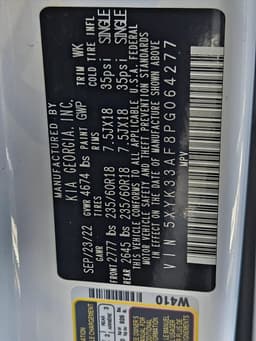 MANUFACTURED BY
KIA GEORGIA, INC.
SEP/23/22 PAINT GWP TRIM WK
GVWR 4674 lbs
TIRES RIMS COLD TIRE INFL
FRONT 2777 lbs 235/60R18 7.5JX18 35psi SINGLE
REAR 2645 lbs 235/60R18 7.5JX18 35psi SINGLE
THIS VEHICLE CONFORMS TO ALL APPLICABLE U.S.A. FEDERAL
MOTOR VEHICLE SAFETY AND THEFT PREVENTION STANDARDS
IN EFFECT ON THE DATE OF MANUFACTURE SHOWN ABOVE
VIN 5XYK33AF8PG064277
MPV
W410